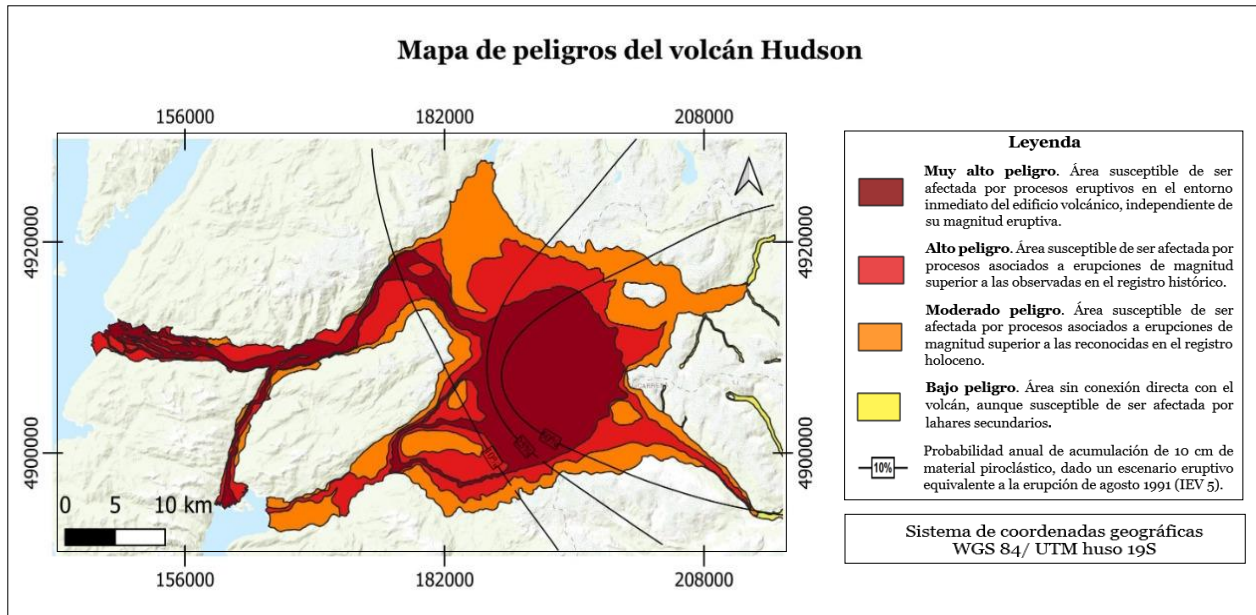 Mapa de peligros del volcán Hudson
156000
182000
208000
4920000
4920000
4900000
4900000
10%
0 5 10 km
156000
182000
208000
Leyenda
Muy alto peligro. Área susceptible de ser
afectada por procesos eruptivos en el entorno
inmediato del edificio volcánico, independiente de
su magnitud eruptiva.
Alto peligro. Área susceptible de ser afectada por
procesos asociados a erupciones de magnitud
superior a las observadas en el registro histórico.
Moderado peligro. Área susceptible de ser
afectada por procesos asociados a erupciones de
magnitud superior a las reconocidas en el registro
holoceno.
Bajo peligro. Área sin conexión directa con el
volcán, aunque susceptible de ser afectada por
lahares secundarios.
10%
Probabilidad anual de acumulación de 10 cm de
material piroclástico, dado un escenario eruptivo
equivalente a la erupción de agosto 1991 (IEV 5).
Sistema de coordenadas geográficas
WGS 84/ UTM huso 19S